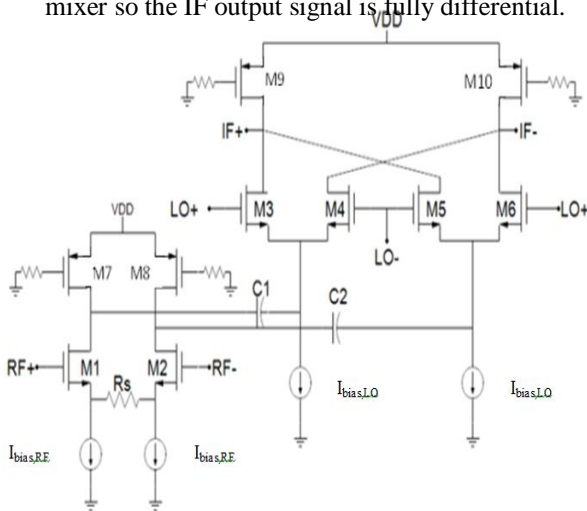 mixer so the IF output signal is fully differential.
VDD
M9
M10
IF+
IF-
LO+
M3
M4
M5
M6
LO+
LO-
VDD
M7
M8
C1
C2
RF+
M1
M2
RF-
Rs
Ibias,LO
Ibias,LO
Ibias,RF
Ibias,RF